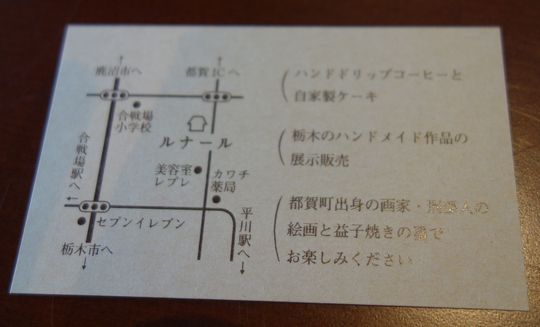 鹿沼市へ
都賀ICへ
合戦場
小学校
ルナール
合戦場駅へ
美容室
レブレ
カワチ
薬局
セブンイレブン
平川駅へ
栃木市へ
ハンドドリップコーヒーと
自家製ケーキ
栃木のハンドメイド作品の
展示販売
都賀町出身の画家・
の
絵画と益子焼きの器で
お楽しみください